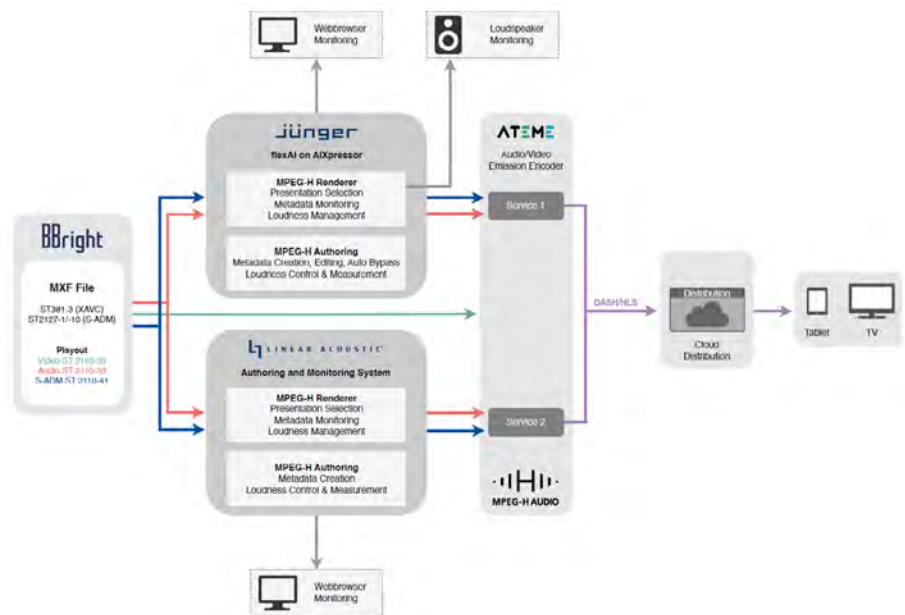 Webbrowser
Monitoring
Loudspeaker
Monitoring
jünger
flexAI on AIXpressor
MPEG-H Renderer
Presentation Selection
Metadata Monitoring
Loudness Management
MPEG-H Authoring
Metadata Creation, Editing, Auto Bypass
Loudness Control & Measurement
ATEME
Audio/Video
Emission Encoder
Service 1
BBright
MXF File
ST381.3 (XAVC)
ST2127-1/-10 (S-ADM)
Playout
Video ST 2110-20
Audio ST 2110-30
S-ADM ST 2110-41
LINEAR ACOUSTIC
Authoring and Monitoring System
MPEG-H Renderer
Presentation Selection
Metadata Monitoring
Loudness Management
MPEG-H Authoring
Metadata Creation
Loudness Control & Measurement
Service 2
MPEG-H AUDIO
DASH/HLS
Distribution
Cloud
Distribution
Tablet
TV
Webbrowser
Monitoring